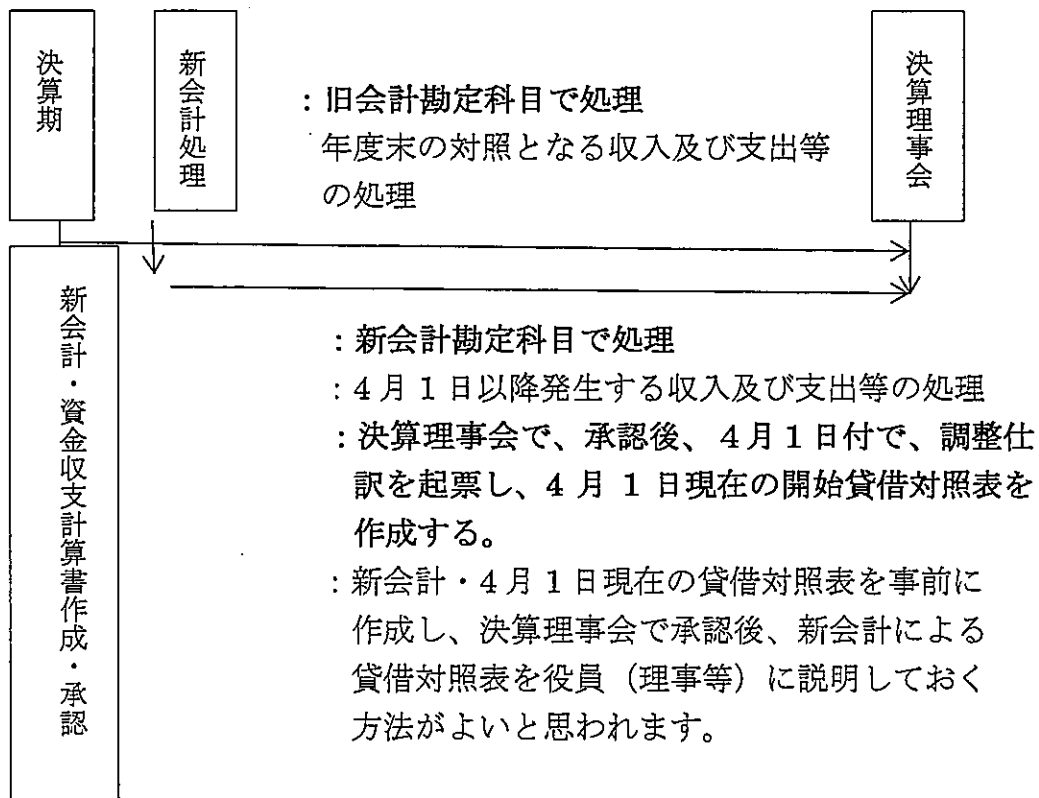 決算期
新会計処理
：旧会計勘定科目で処理
年度末の対照となる収入及び支出等
の処理
決算理事会
新会計・資金収支計算書作成・承認
：新会計勘定科目で処理
：4月1日以降発生する収入及び支出等の処理
：決算理事会で、承認後、4月1日付で、調整仕
訳を起票し、4月1日現在の開始貸借対照表を
作成する。
：新会計・4月1日現在の貸借対照表を事前に
作成し、決算理事会で承認後、新会計による
貸借対照表を役員（理事等）に説明しておく
方法がよいと思われます。